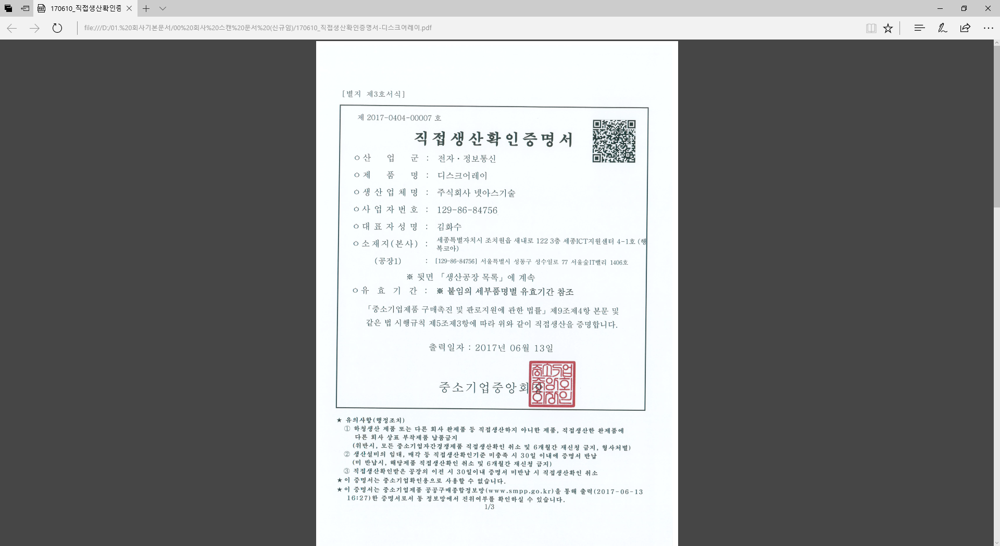 170610_직접생산확인증
file:///D:/01.%20회사기본문서/00%20회사%20스캔%20문서%20(신규임)/170610_직접생산확인증명서-디스크어레이.pdf
[별지 제3호서식]
제 2017-0404-00007 호
직접생산확인증명서
ㅇ산 업 군 : 전자·정보통신
ㅇ제 품 명 : 디스크어레이
ㅇ생 산 업 체 명 : 주식회사 넷아스기술
ㅇ사 업 자 번 호 : 129-86-84756
ㅇ대 표 자 성 명 : 김화수
ㅇ소재지(본사) : 세종특별자치시 조치원읍 새내로 122 3층 세종ICT지원센터 4-1호 (행
복코아)
(공장1) : [129-86-84756] 서울특별시 성동구 성수일로 77 서울숲IT밸리 1406호
※ 뒷면 「생산공장 목록」에 계속
ㅇ유 효 기 간 : ※ 붙임의 세부품명별 유효기간 참조
「중소기업제품 구매촉진 및 판로지원에 관한 법률」제9조제4항 본문 및
같은 법 시행규칙 제5조제3항에 따라 위와 같이 직접생산을 증명합니다.
출력일자 : 2017년 06월 13일
중소기업중앙회장
중소기업
중앙회
회장인
★ 유의사항(행정조치)
① 하청생산 제품 또는 다른 회사 완제품 등 직접생산하지 아니한 제품, 직접생산한 완제품에
다른 회사 상표 부착제품 납품금지
(위반시, 모든 중소기업자간경쟁제품 직접생산확인 취소 및 6개월간 재신청 금지, 형사처벌)
② 생산설비의 임대, 매각 등 직접생산확인기준 미충족 시 30일 이내에 증명서 반납
(미 반납시, 해당제품 직접생산확인 취소 및 6개월간 재신청 금지)
③ 직접생산확인받은 공장의 이전 시 30일이내 증명서 미반납 시 직접생산확인 취소
★이 증명서는 중소기업확인용으로 사용할 수 없습니다.
★이 증명서는 중소기업제품 공공구매종합정보망(www.smpp.go.kr)을 통해 출력(2017-06-13
16:27)한 증명서로서 동 정보망에서 진위여부를 확인하실 수 있습니다.
1/3